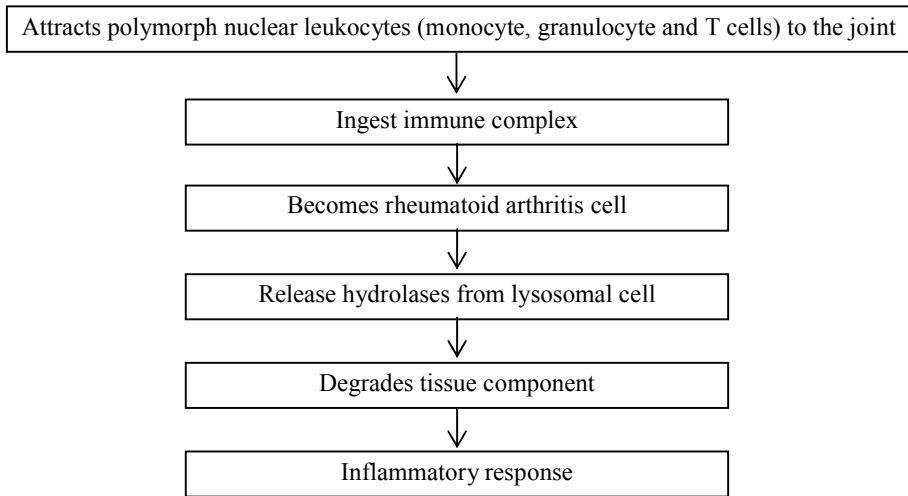 Attracts polymorph nuclear leukocytes (monocyte, granulocyte and T cells) to the joint
Ingest immune complex
Becomes rheumatoid arthritis cell
Release hydrolases from lysosomal cell
Degrades tissue component
Inflammatory response